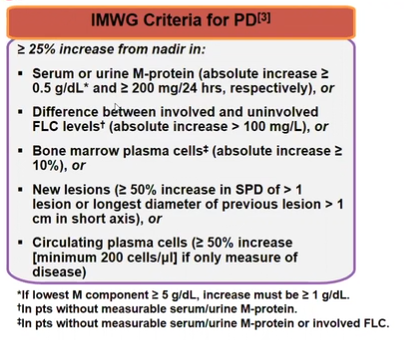 IMWG Criteria for PD[3]
≥ 25% increase from nadir in:
▪ Serum or urine M-protein (absolute increase ≥
0.5 g/dL* and ≥ 200 mg/24 hrs, respectively), or
▪ Difference between involved and uninvolved
FLC levels† (absolute increase > 100 mg/L), or
▪ Bone marrow plasma cells‡ (absolute increase ≥
10%), or
▪ New lesions (≥ 50% increase in SPD of > 1
lesion or longest diameter of previous lesion > 1
cm in short axis), or
▪ Circulating plasma cells (≥ 50% increase
[minimum 200 cells/µl] if only measure of
disease)
*If lowest M component ≥ 5 g/dL, increase must be ≥ 1 g/dL.
†In pts without measurable serum/urine M-protein.
‡In pts without measurable serum/urine M-protein or involved FLC.